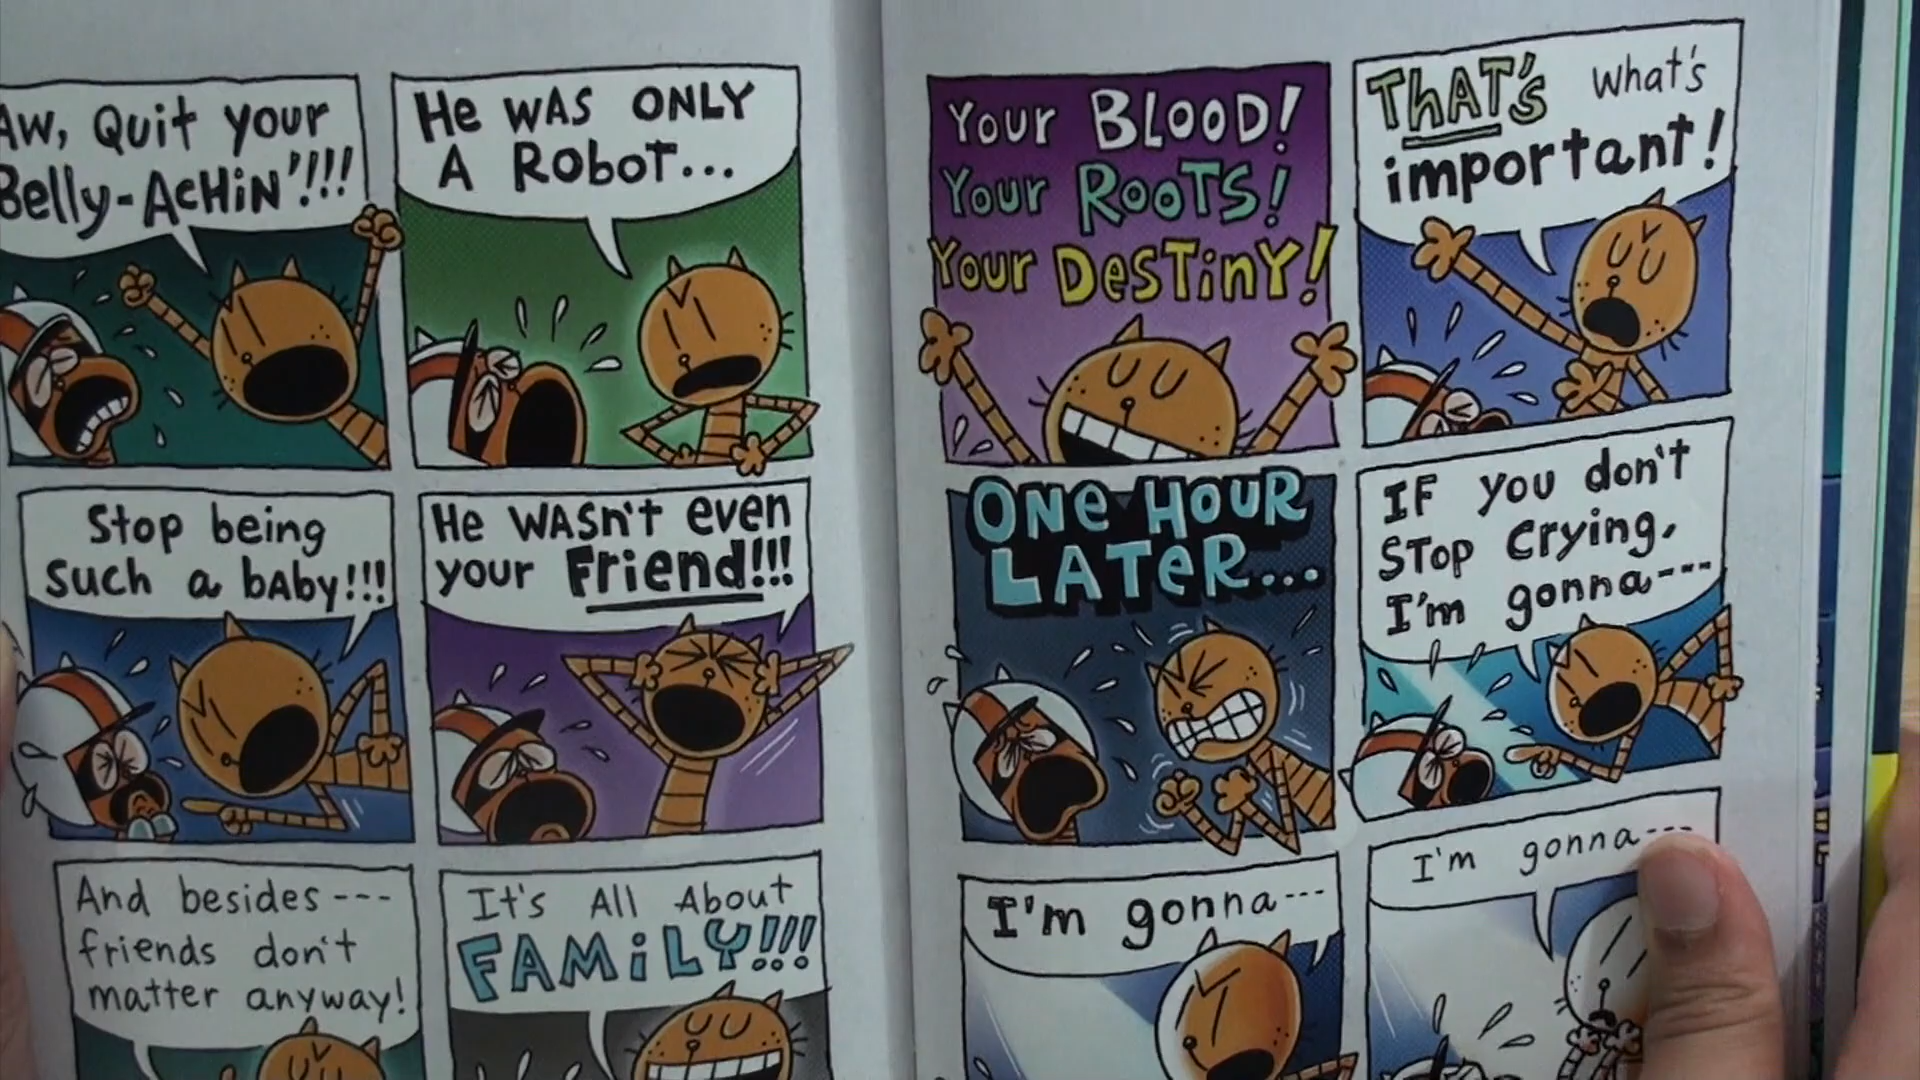 Aw, Quit your
Belly-AcHiN'!!!!
He was ONLY
A Robot...
Stop being
Such a baby!!!
He WASn't even
your Friend!!!
And besides---
friends don't
matter anyway!
It's All About
FAMiLY!!!
Your BLOOD!
Your ROOTS!
Your DesTiNY!
ThAT's what's
important!
ONe HOUR
LATeR...
IF you don't
STop Crying,
I'm gonna---
I'm gonna---
I'm gonna---